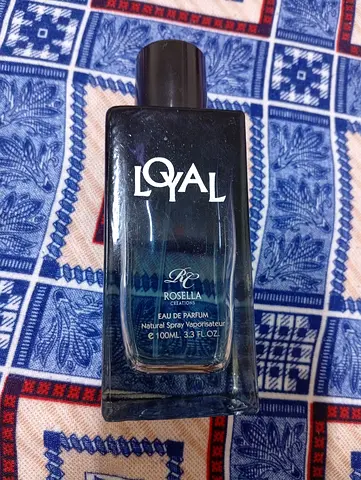 LOYAL
RC
ROSELLA
CREATIONS
EAU DE PARFUM
Natural Spray Vaporisateur
℮ 100ML. 3.3 FL.OZ.